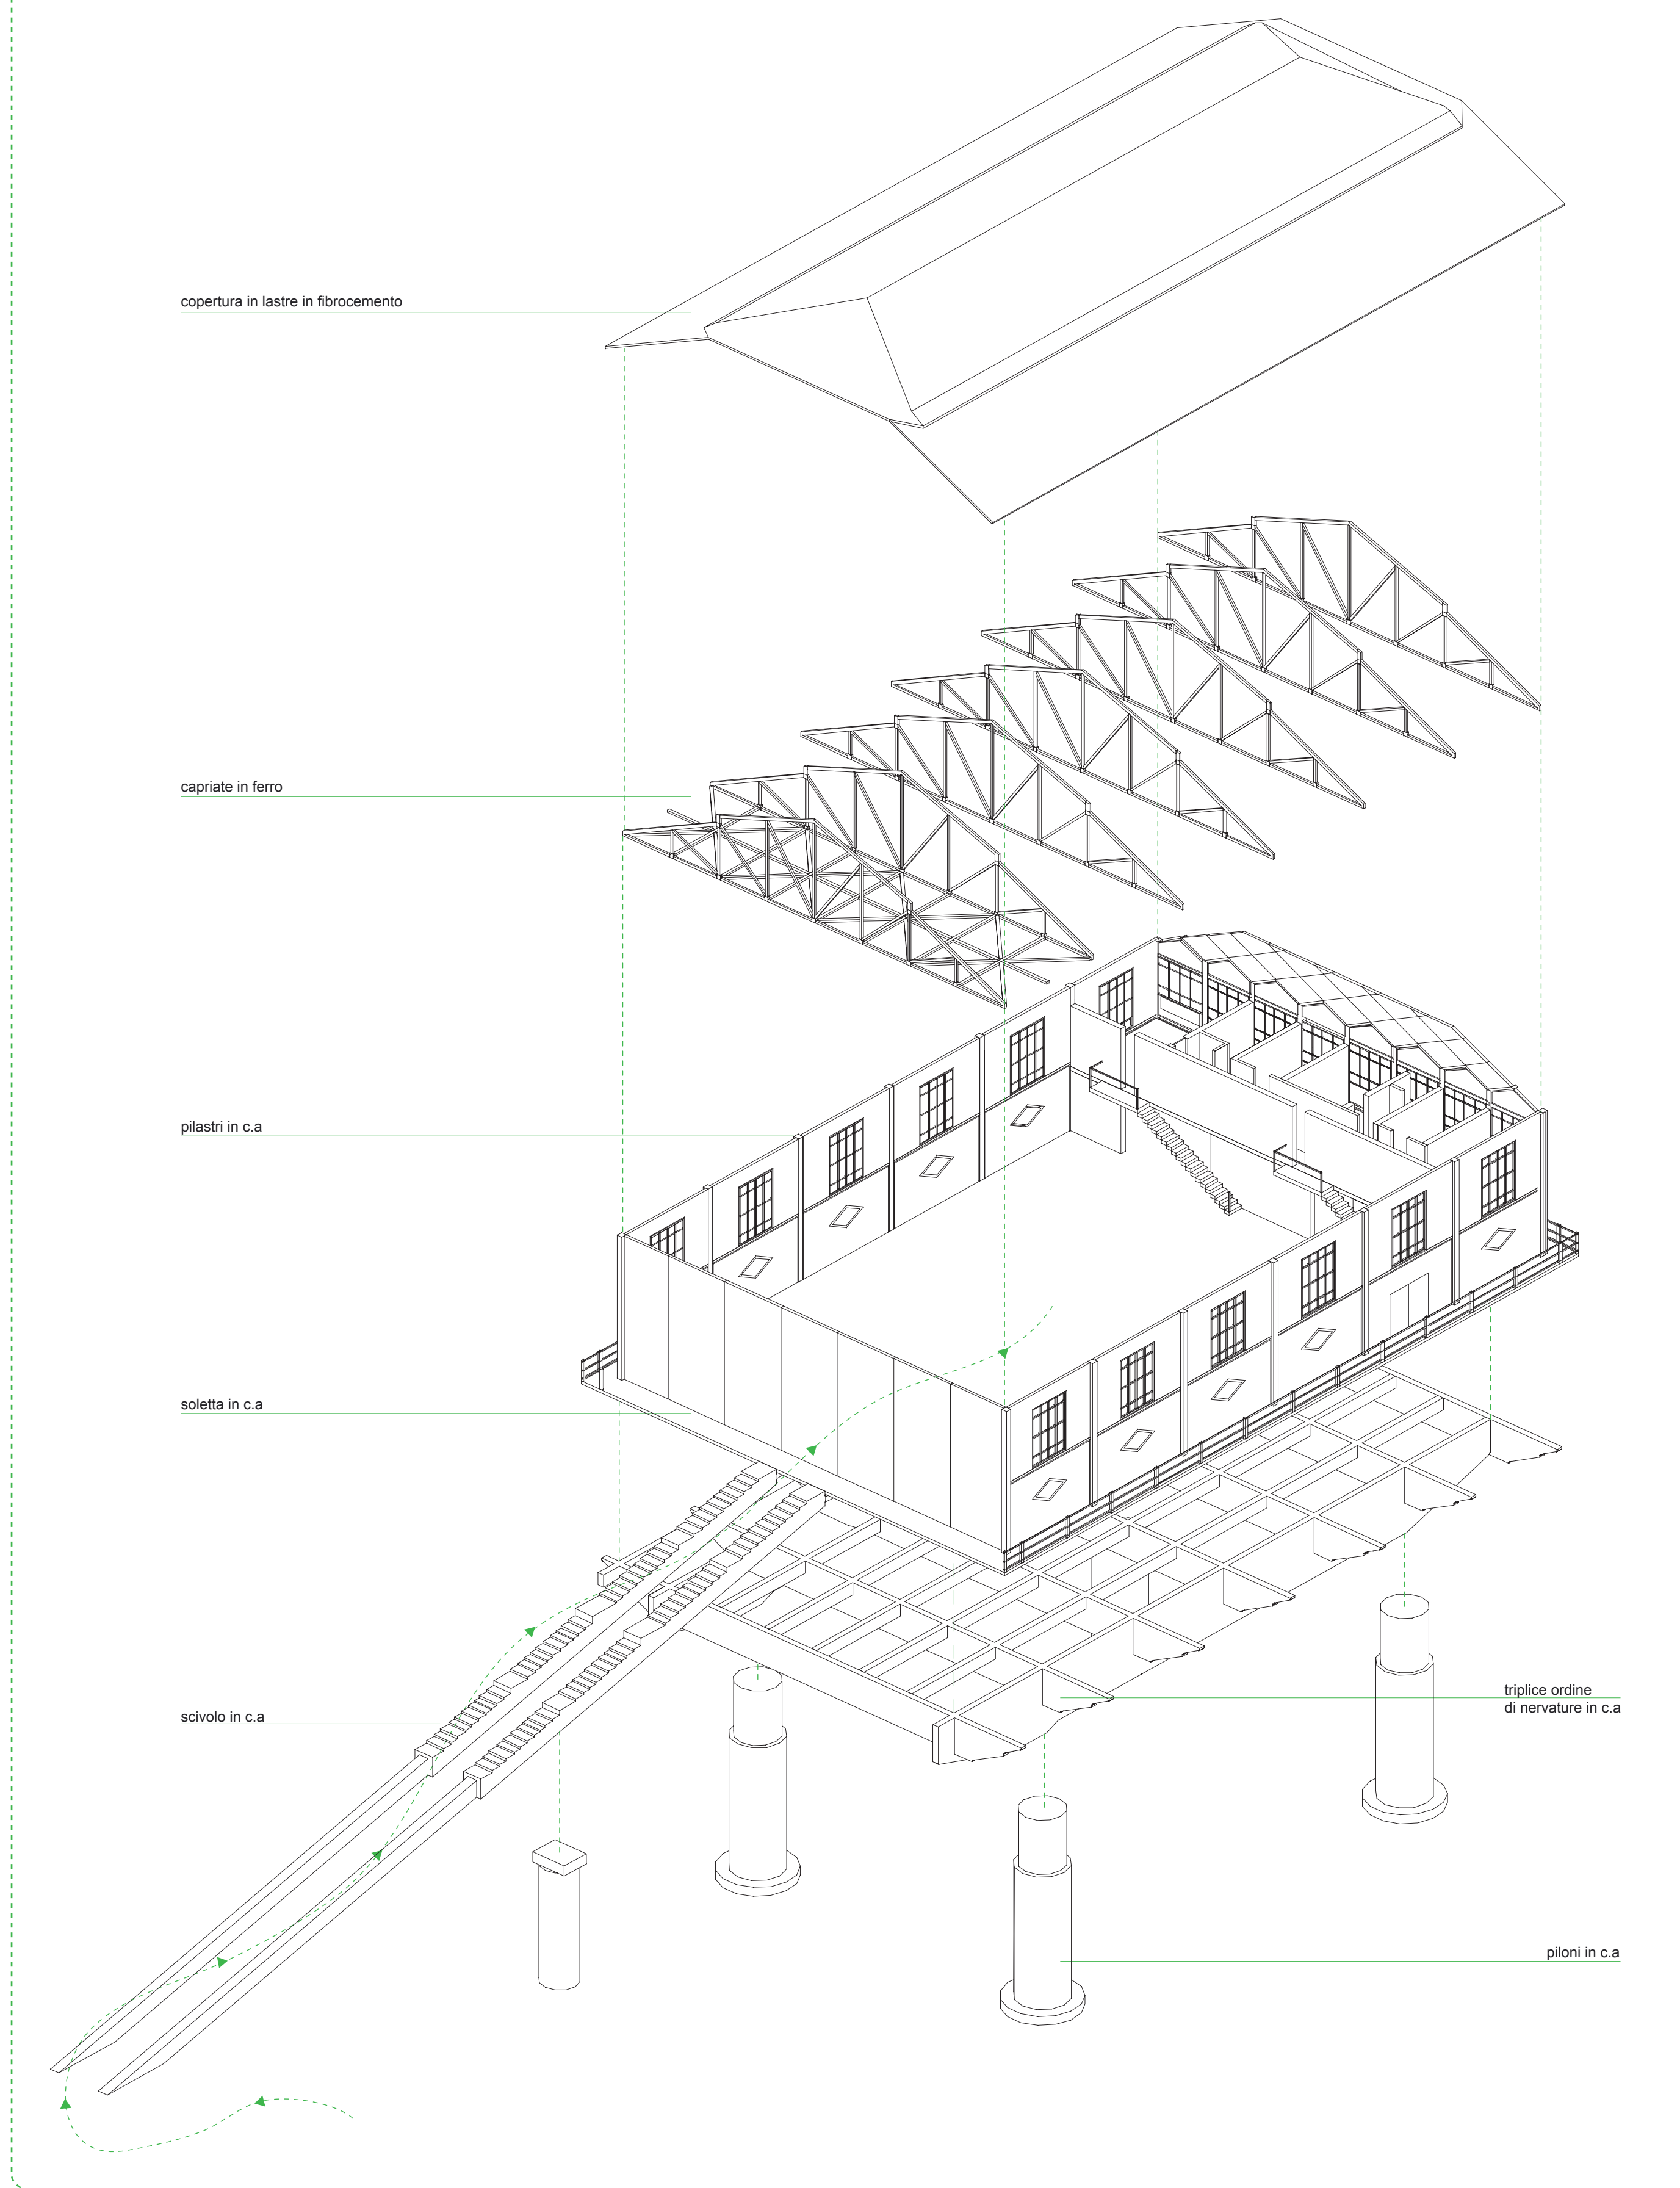 copertura in lastre in fibrocemento
capriate in ferro
pilastri in c.a
soletta in c.a
scivolo in c.a
triplice ordine
di nervature in c.a
piloni in c.a